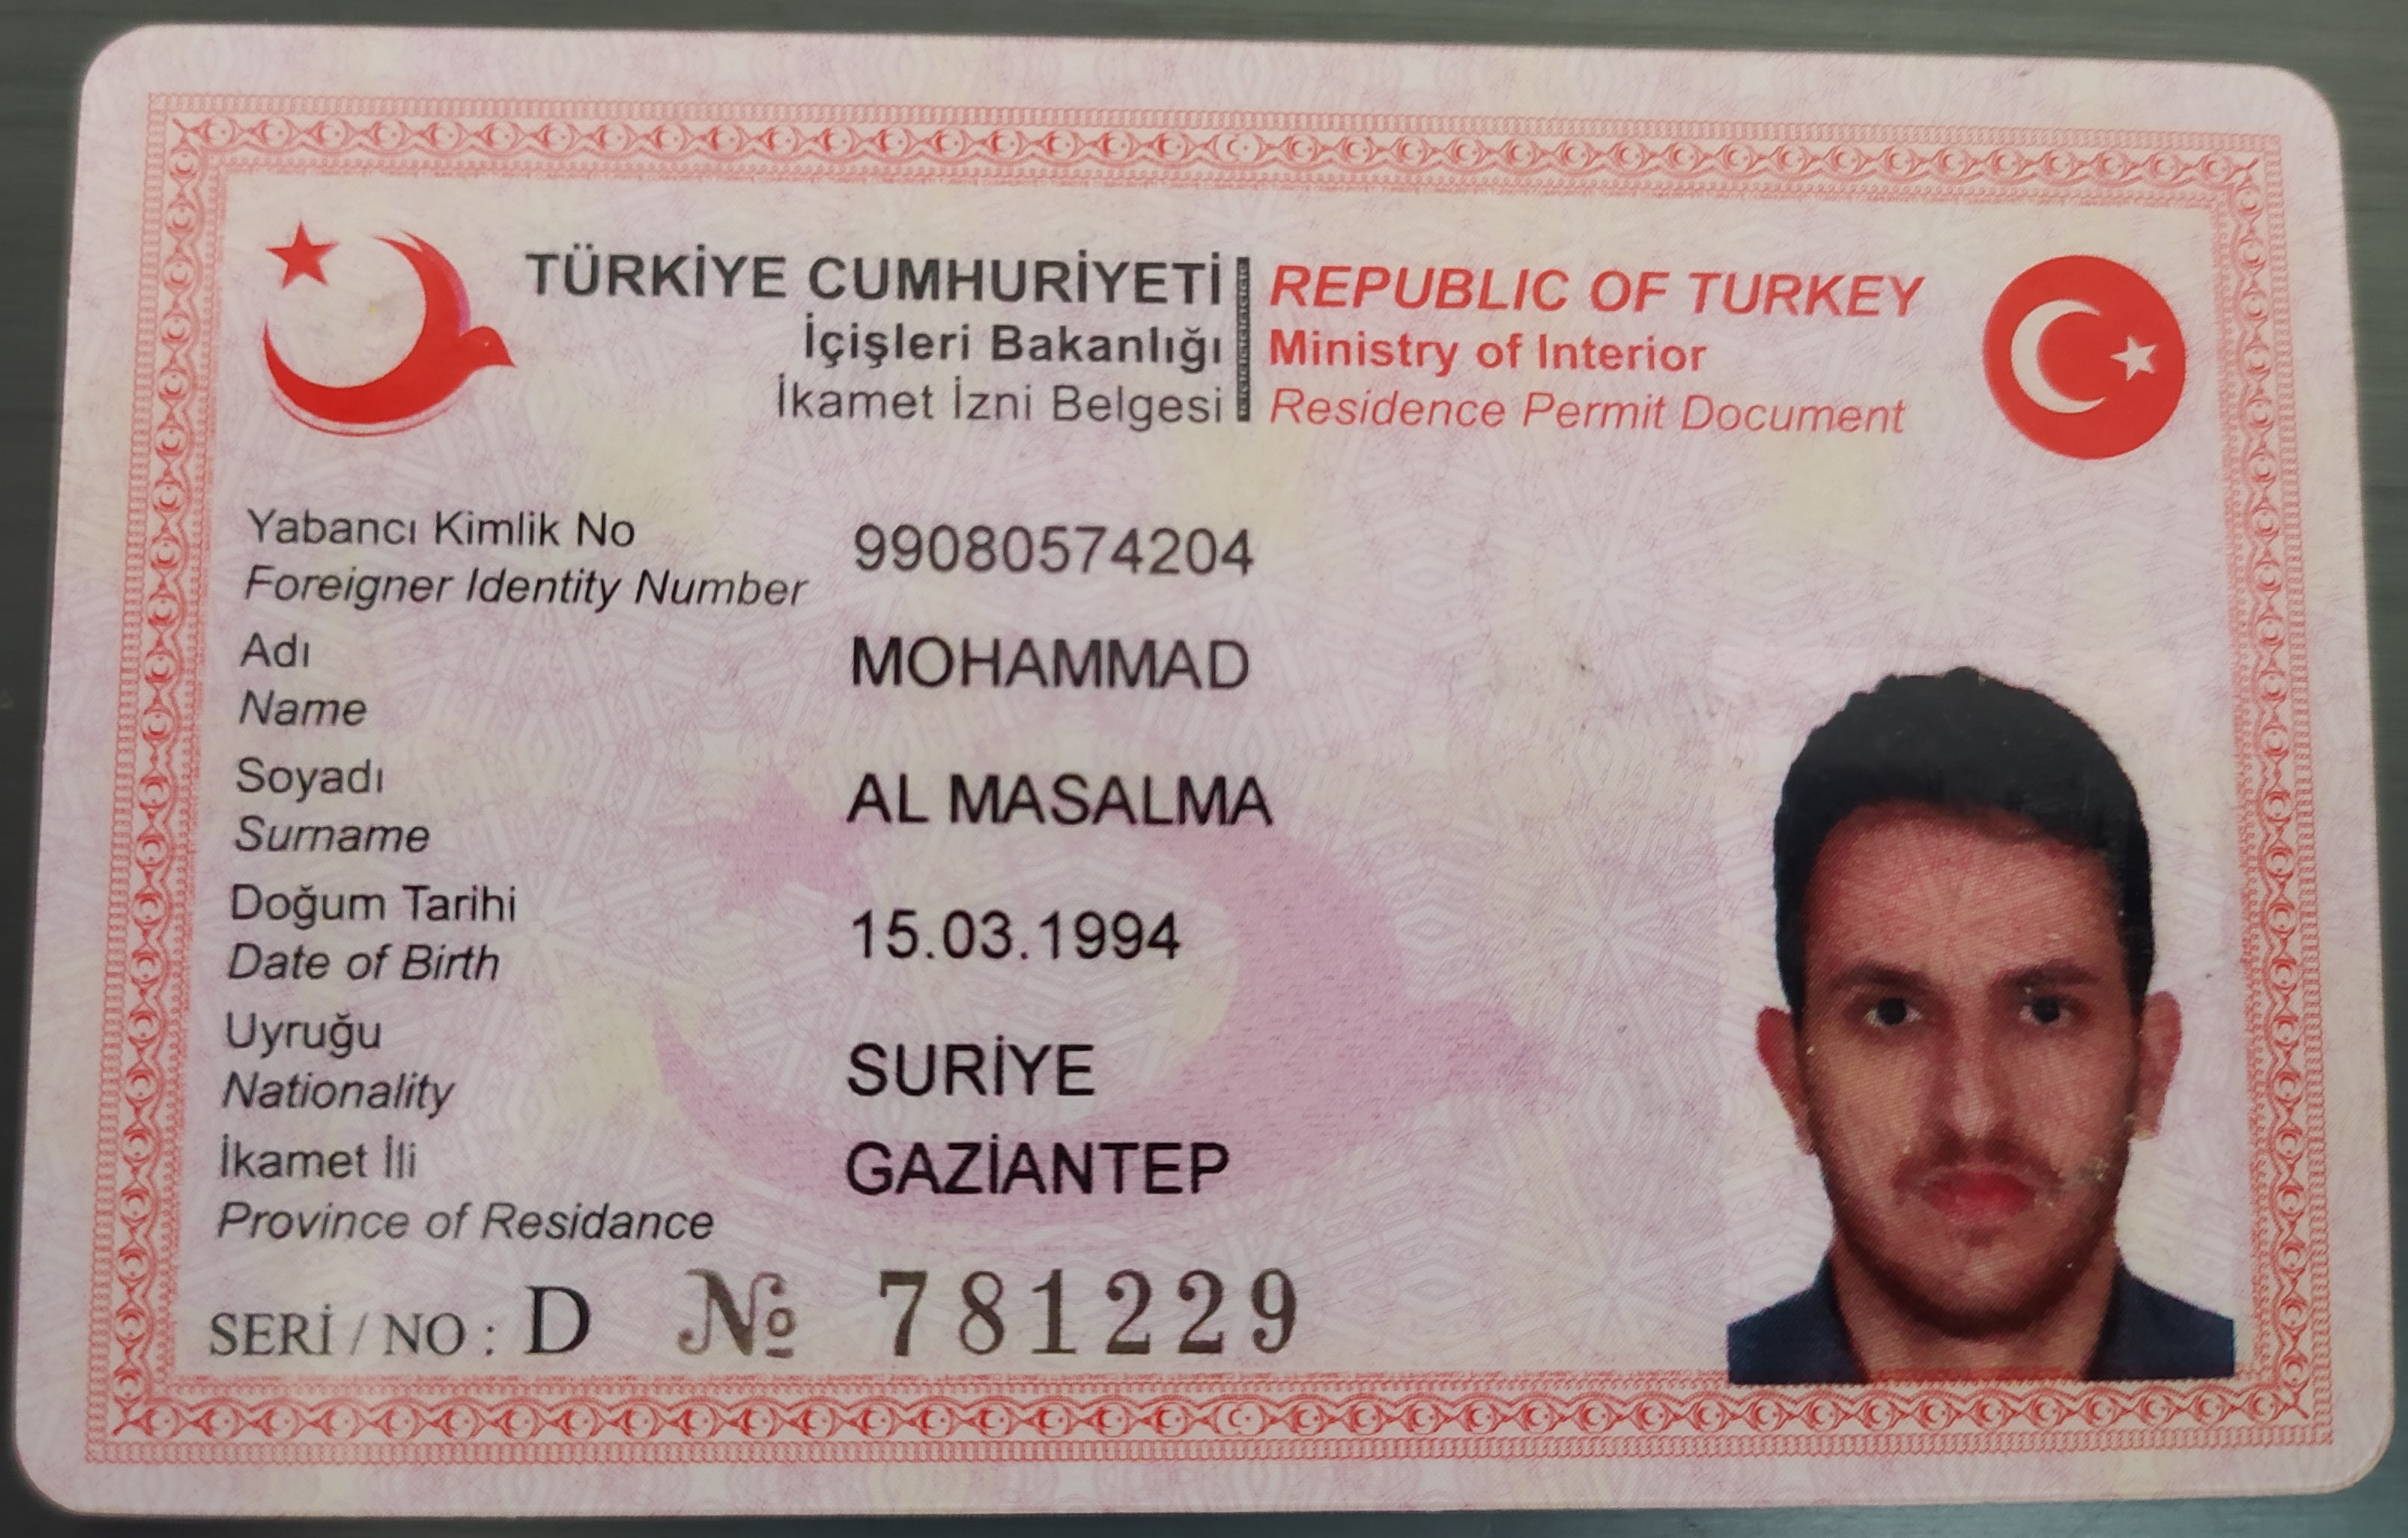 TÜRKİYE CUMHURİYETİ REPUBLIC OF TURKEY
İçişleri Bakanlığı Ministry of Interior
İkamet İzni Belgesi Residence Permit Document
Yabancı Kimlik No
Foreigner Identity Number 99080574204
Adı
Name MOHAMMAD
Soyadı
Surname AL MASALMA
Doğum Tarihi
Date of Birth 15.03.1994
Uyruğu
Nationality SURİYE
İkamet İli GAZİANTEP
Province of Residance
SERİ / NO : D № 781229